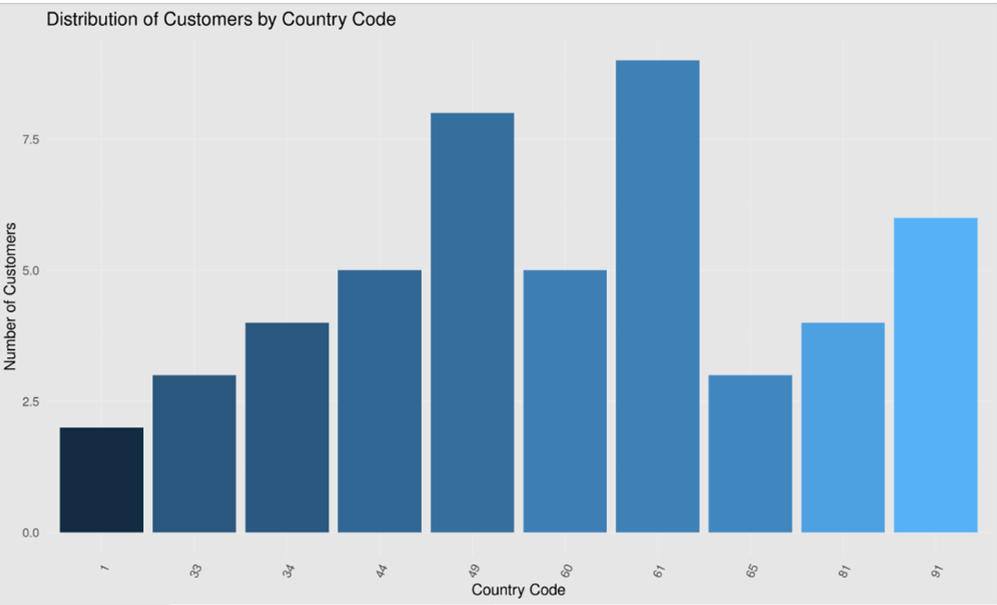 Distribution of Customers by Country Code
Number of Customers
7.5
5.0
2.5
0.0
1 33 34 44 49 60 61 65 81 91
Country Code